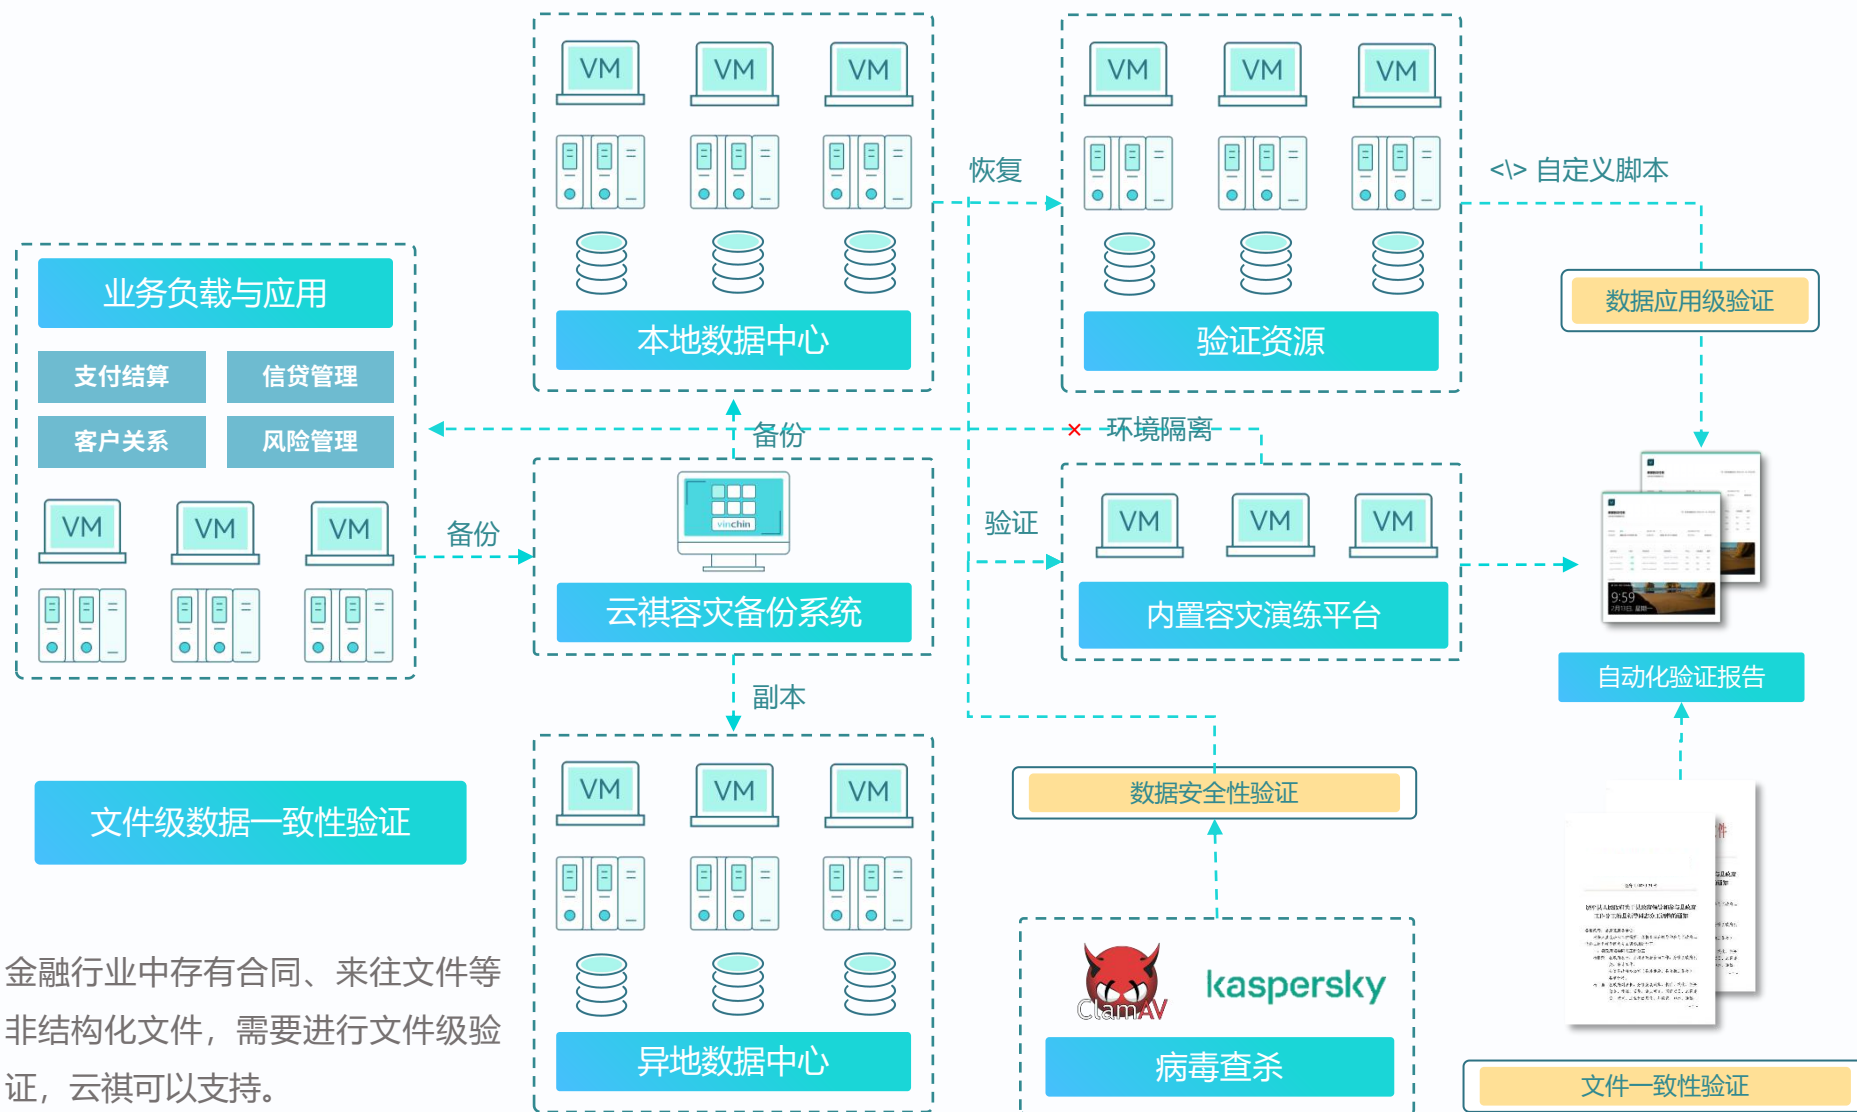 VM VM VM
VM VM VM
恢复
<\> 自定义脚本
业务负载与应用
支付结算 信贷管理
客户关系 风险管理
VM VM VM
本地数据中心
验证资源
数据应用级验证
备份
× 环境隔离
备份
vinchin
云祺容灾备份系统
验证
VM VM VM
内置容灾演练平台
9:59
自动化验证报告
副本
VM VM VM
异地数据中心
数据安全性验证
ClamAV kaspersky
病毒查杀
件
文件一致性验证
文件级数据一致性验证
金融行业中存有合同、来往文件等
非结构化文件，需要进行文件级验
证，云祺可以支持。